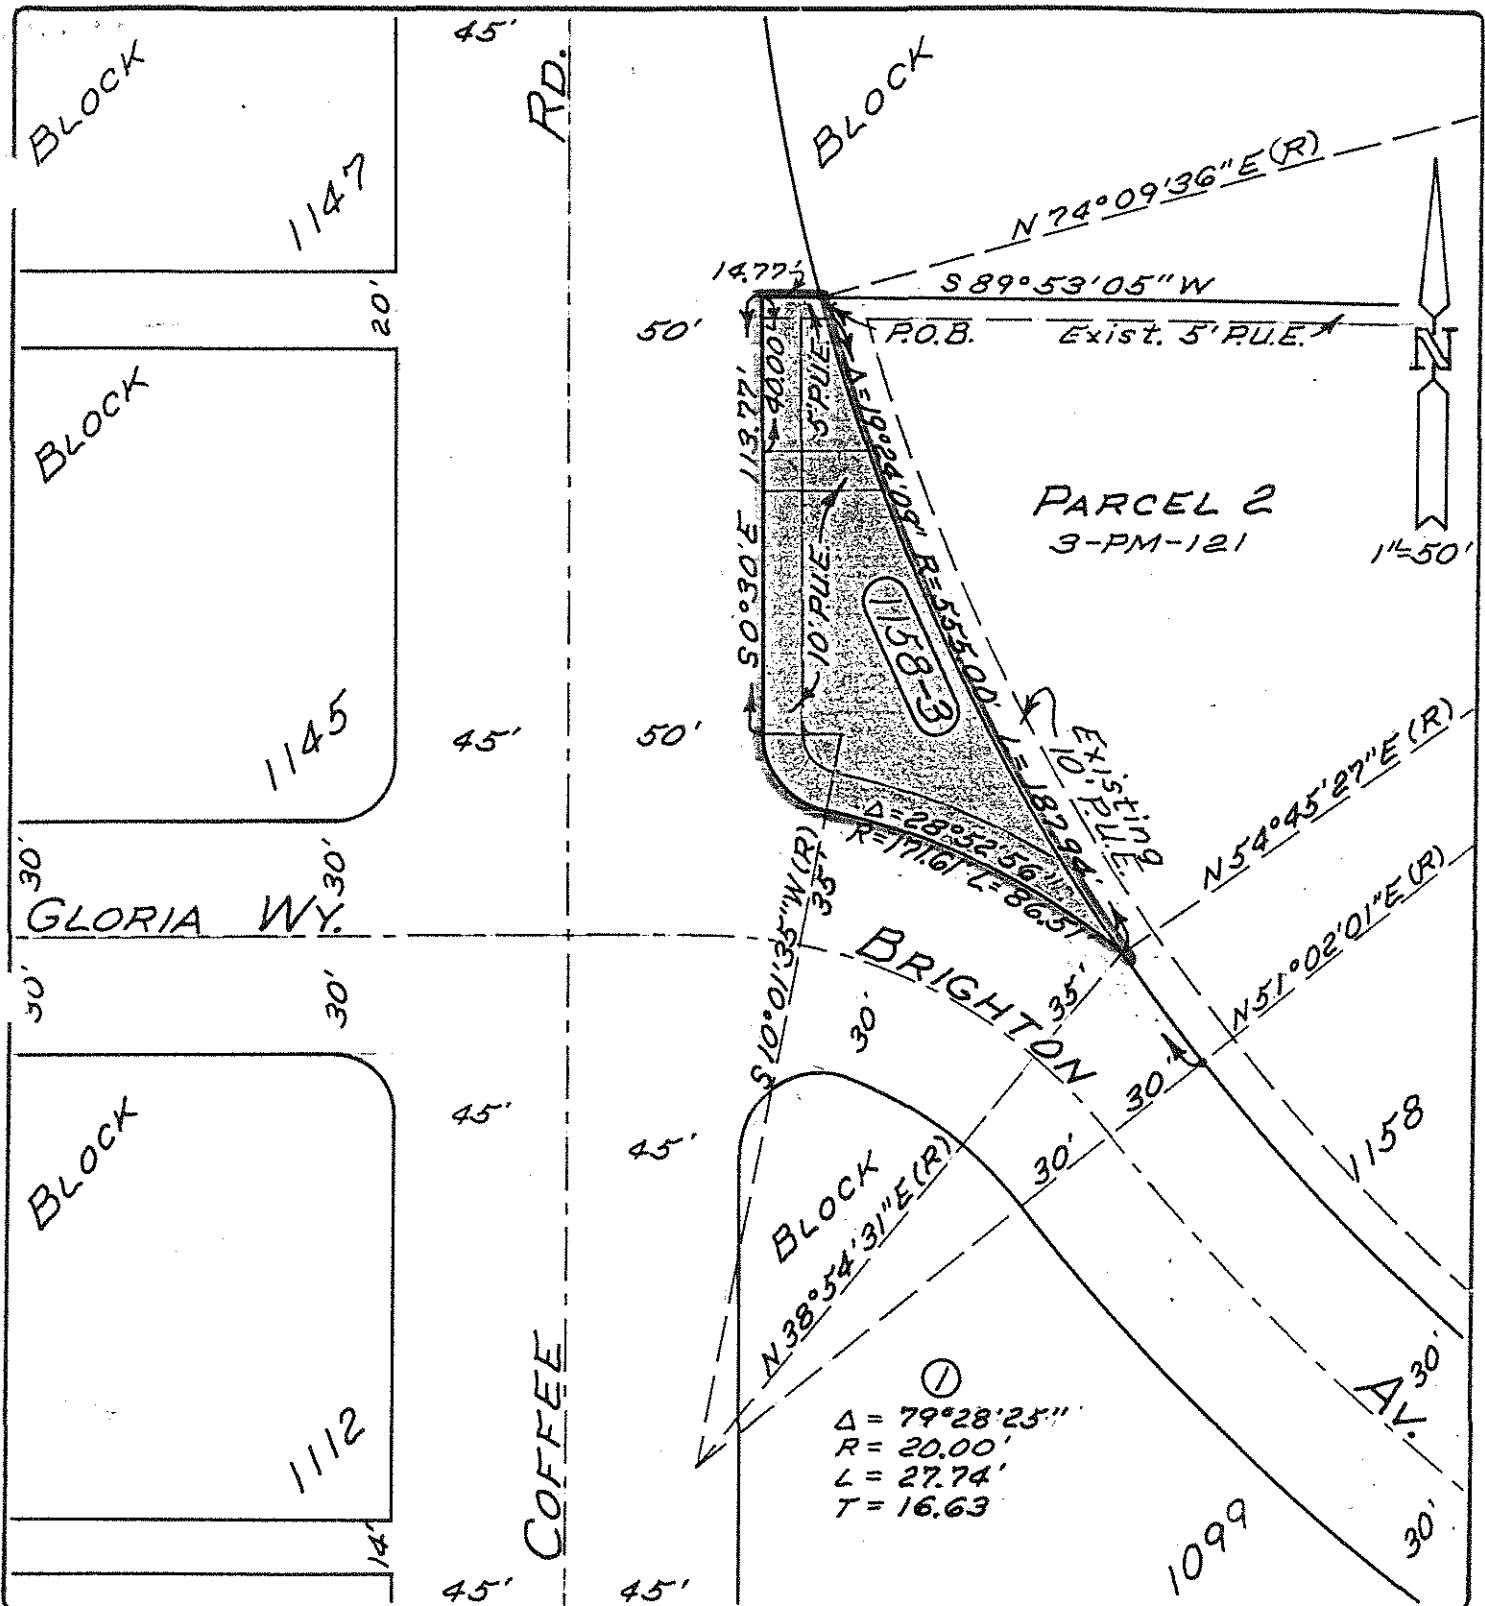 45'
BLOCK
1147
RD.
BLOCK
N 74°09'36" E (R)
14.77'
S 89°53'05" W
20'
50'
P.O.B.
Exist. 5' P.U.E.
N
BLOCK
40.00'
5' P.U.E.
S 0°30' E 113.77'
10' P.U.E.
Δ=19°24'09" R=555.00' L=187.94'
PARCEL 2
3-PM-121
1"=50'
1158-3
1145
45'
50'
Existing
10' P.U.E.
N 54°45'27" E (R)
Δ=28°52'56"
R=171.61' L=86.51'
30'
30'
GLORIA WY.
S 10°01'35" W (R)
35'
N 51°02'01" E (R)
BRIGHTON
30'
30'
35'
30'
30'
BLOCK
45'
45'
30'
1158
BLOCK
N 38°54'31" E (R)
1
Δ = 79°28'25"
R = 20.00'
L = 27.74'
T = 16.63
AV.
30'
1112
COFFEE
14'
1099
30'
45'
45'